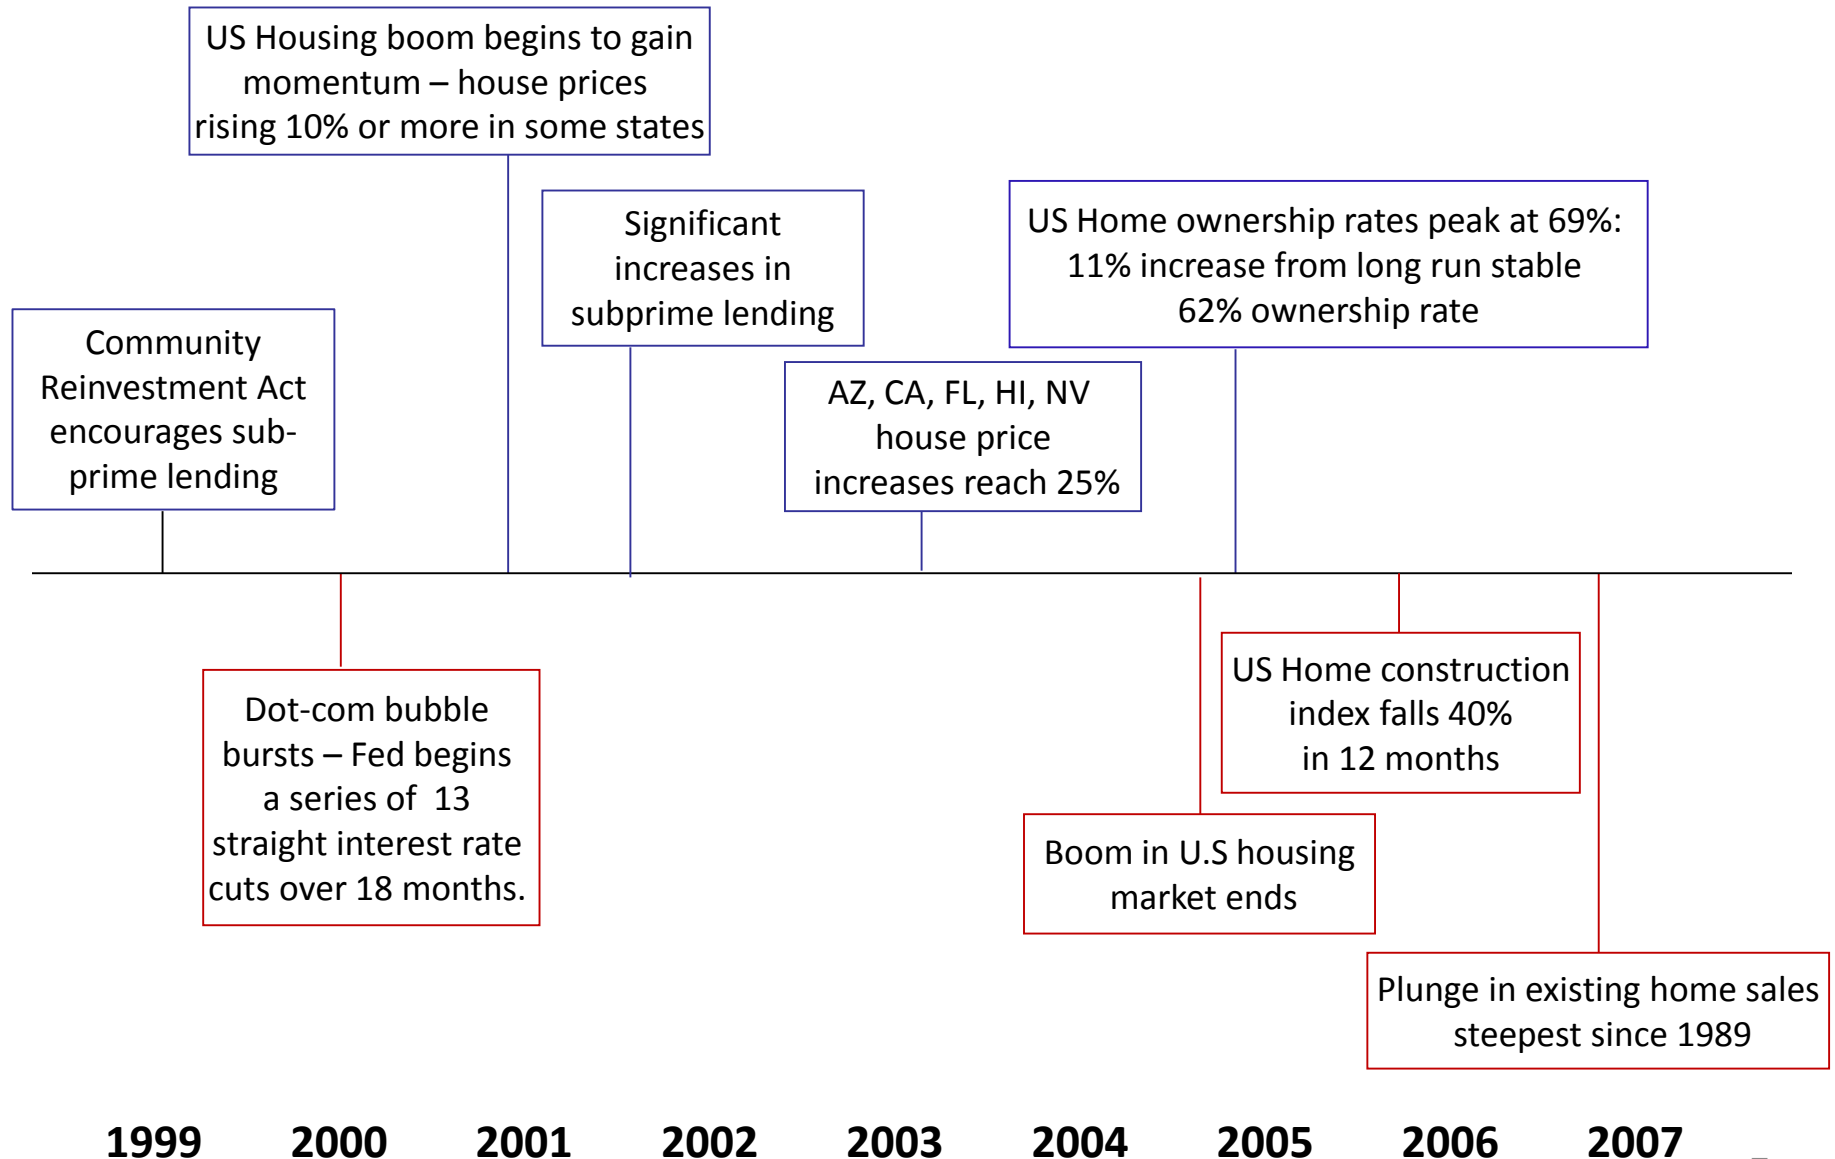 US Housing boom begins to gain
momentum – house prices
rising 10% or more in some states
Significant
increases in
subprime lending
US Home ownership rates peak at 69%:
11% increase from long run stable
62% ownership rate
Community
Reinvestment Act
encourages sub-
prime lending
AZ, CA, FL, HI, NV
house price
increases reach 25%
Dot-com bubble
bursts – Fed begins
a series of 13
straight interest rate
cuts over 18 months.
US Home construction
index falls 40%
in 12 months
Boom in U.S housing
market ends
Plunge in existing home sales
steepest since 1989
1999 2000 2001 2002 2003 2004 2005 2006 2007